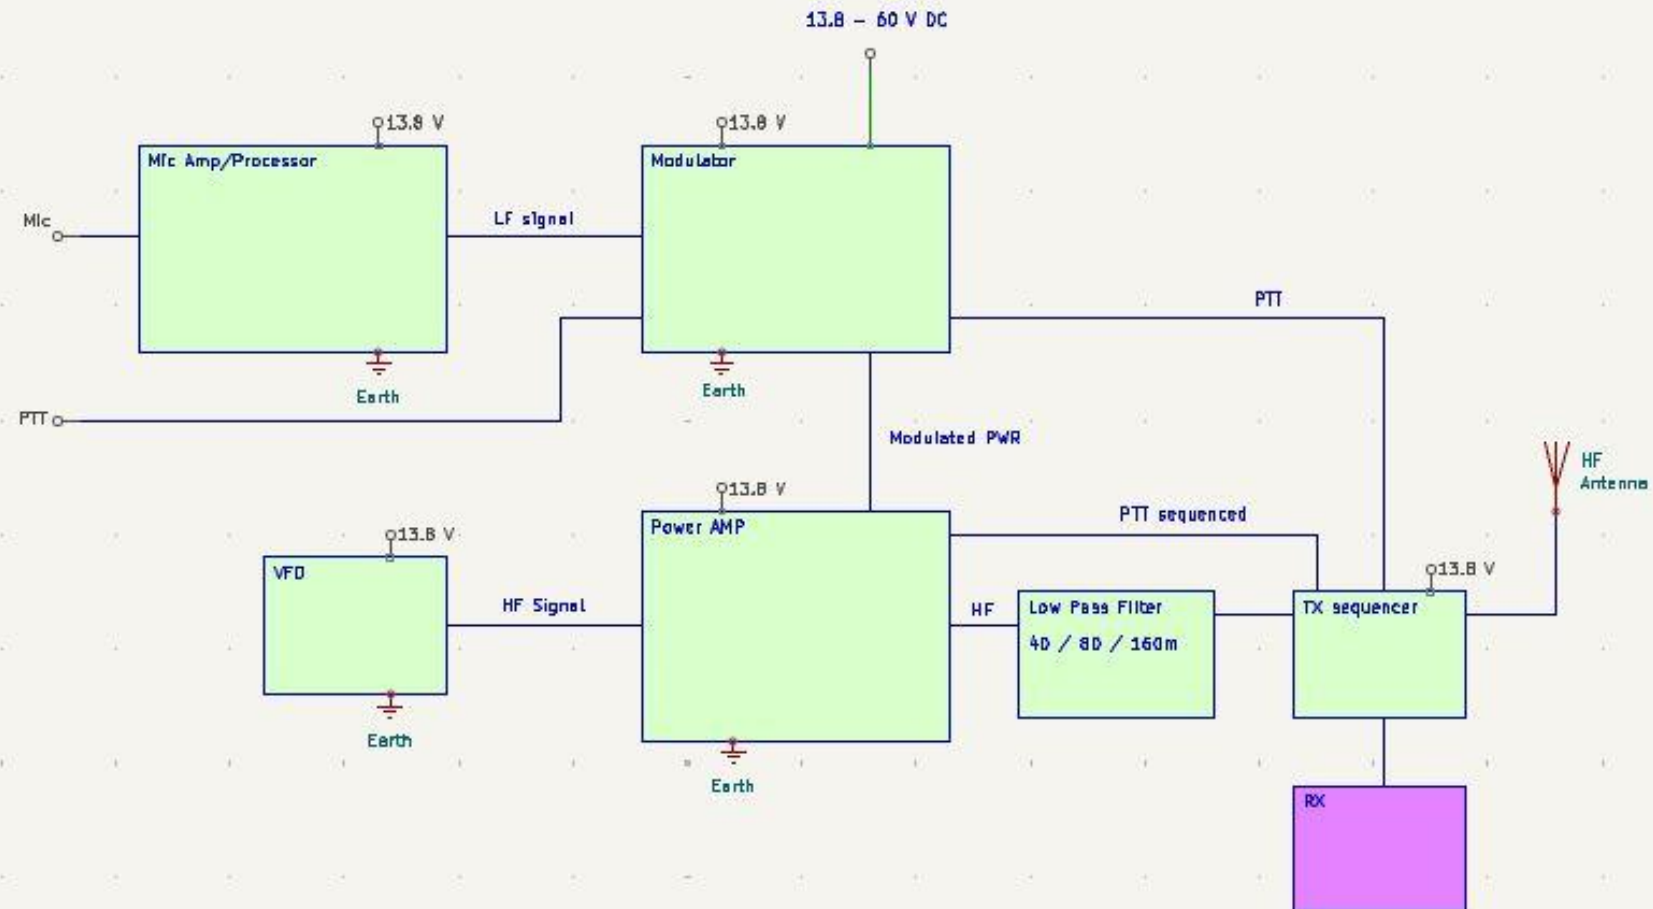 13.8 - 60 V DC
13.8 V
13.8 V
Mic Amp/Processor
Modulator
Mic
LF signal
PTT
Earth
Earth
PTT
Modulated PWR
HF
Antenna
13.8 V
PTT sequenced
Power AMP
13.8 V
VFO
13.8 V
HF Signal
HF
Low Pass Filter
TX sequencer
40 / 80 / 160m
Earth
Earth
RX